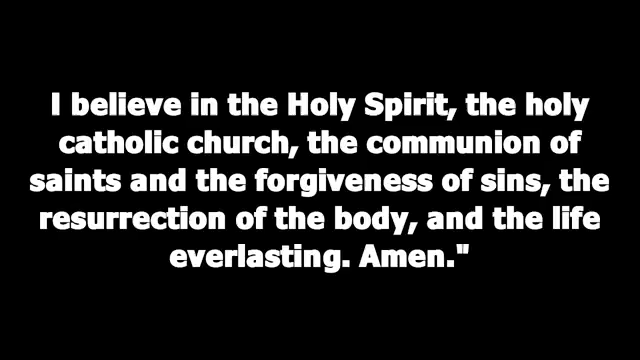 I believe in the Holy Spirit, the holy
catholic church, the communion of
saints and the forgiveness of sins, the
resurrection of the body, and the life
everlasting. Amen."